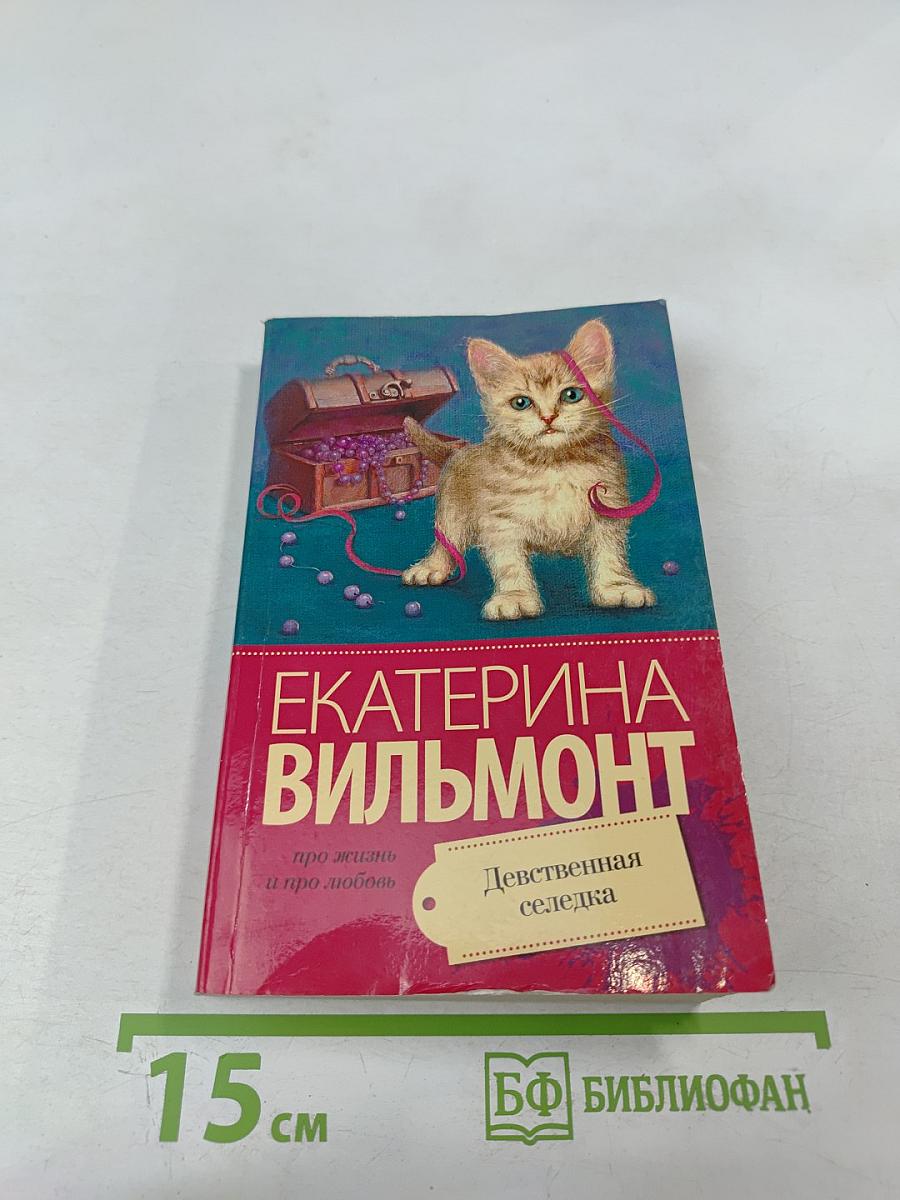 ЕКАТЕРИНА
ВИЛЬМОНТ
про жизнь
и про любовь
Девственная
селедка
15 см
БФ БИБЛИОФАН